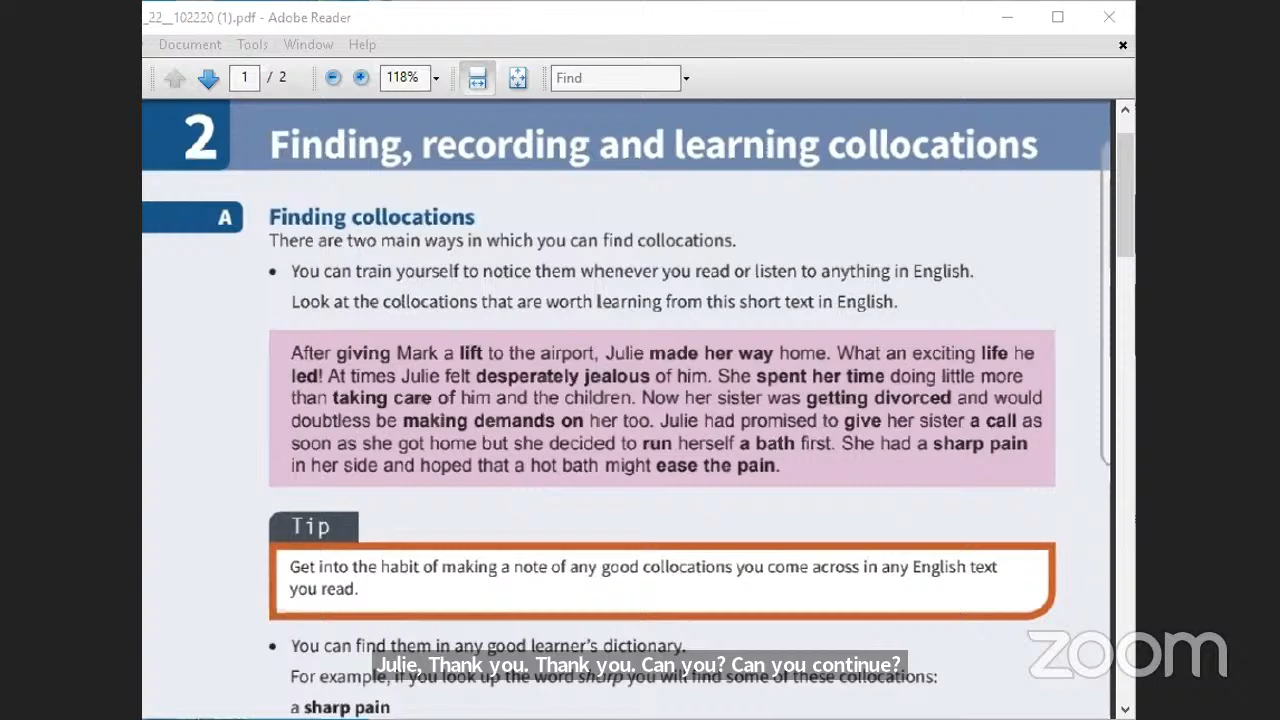 _22__102220 (1).pdf - Adobe Reader
Document Tools Window Help
1 / 2 118% Find
2 Finding, recording and learning collocations
A Finding collocations
There are two main ways in which you can find collocations.
• You can train yourself to notice them whenever you read or listen to anything in English.
Look at the collocations that are worth learning from this short text in English.
After giving Mark a lift to the airport, Julie made her way home. What an exciting life he
led! At times Julie felt desperately jealous of him. She spent her time doing little more
than taking care of him and the children. Now her sister was getting divorced and would
doubtless be making demands on her too. Julie had promised to give her sister a call as
soon as she got home but she decided to run herself a bath first. She had a sharp pain
in her side and hoped that a hot bath might ease the pain.
Tip
Get into the habit of making a note of any good collocations you come across in any English text
you read.
• You can find them in any good learner's dictionary.
Julie, Thank you. Thank you. Can you? Can you continue?
For example, if you look up the word sharp you will find some of these collocations:
a sharp pain
zoom